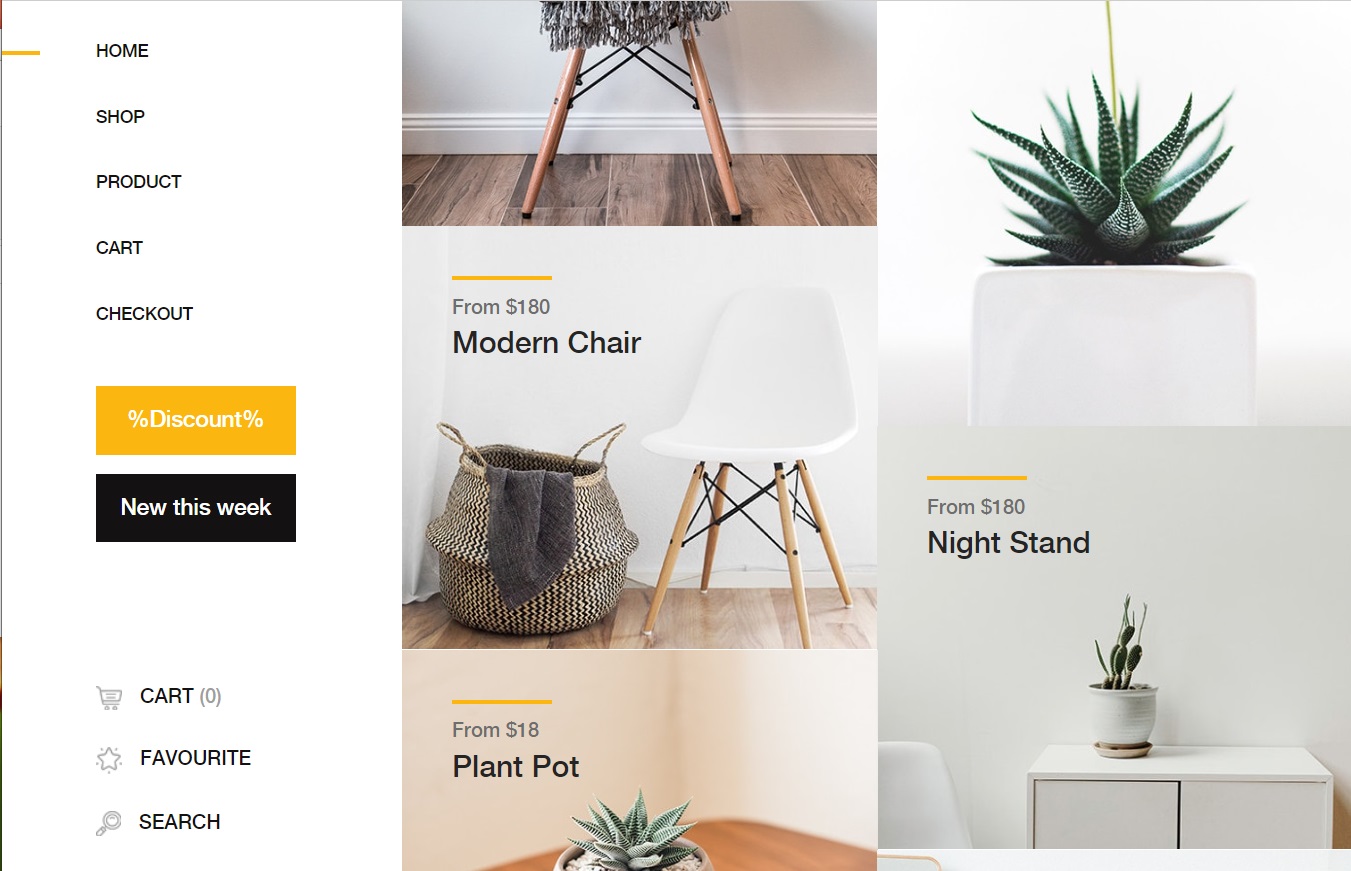 HOME
SHOP
PRODUCT
CART
CHECKOUT
%Discount%
New this week
CART (0)
FAVOURITE
SEARCH
From $180
Modern Chair
From $18
Plant Pot
From $180
Night Stand